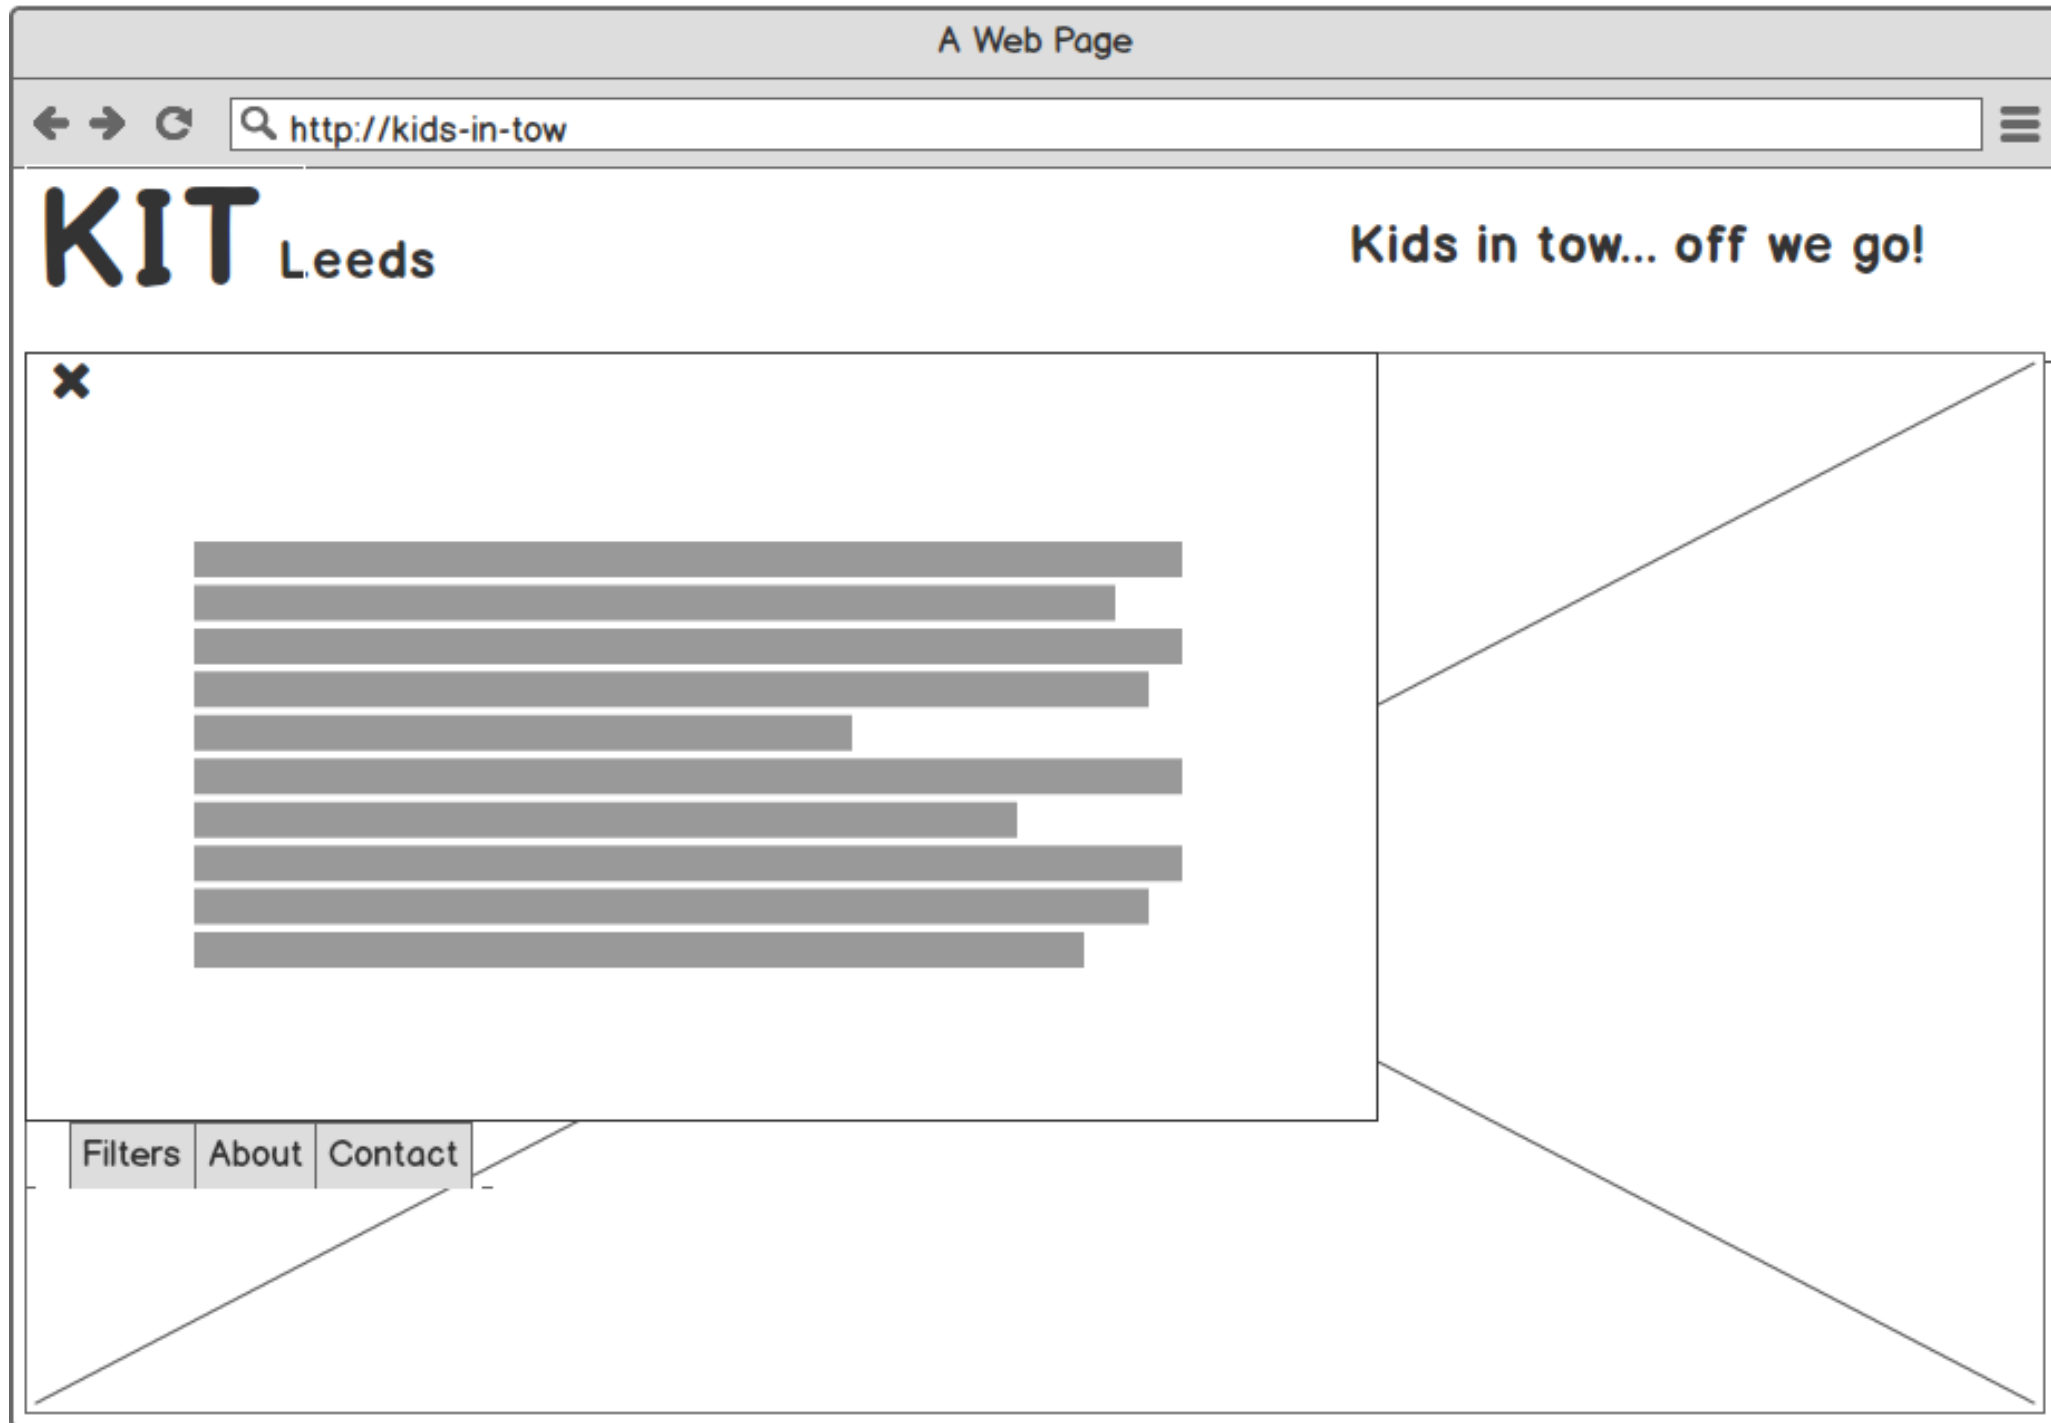 A Web Page
http://kids-in-tow
KIT Leeds
Kids in tow... off we go!
Filters About Contact